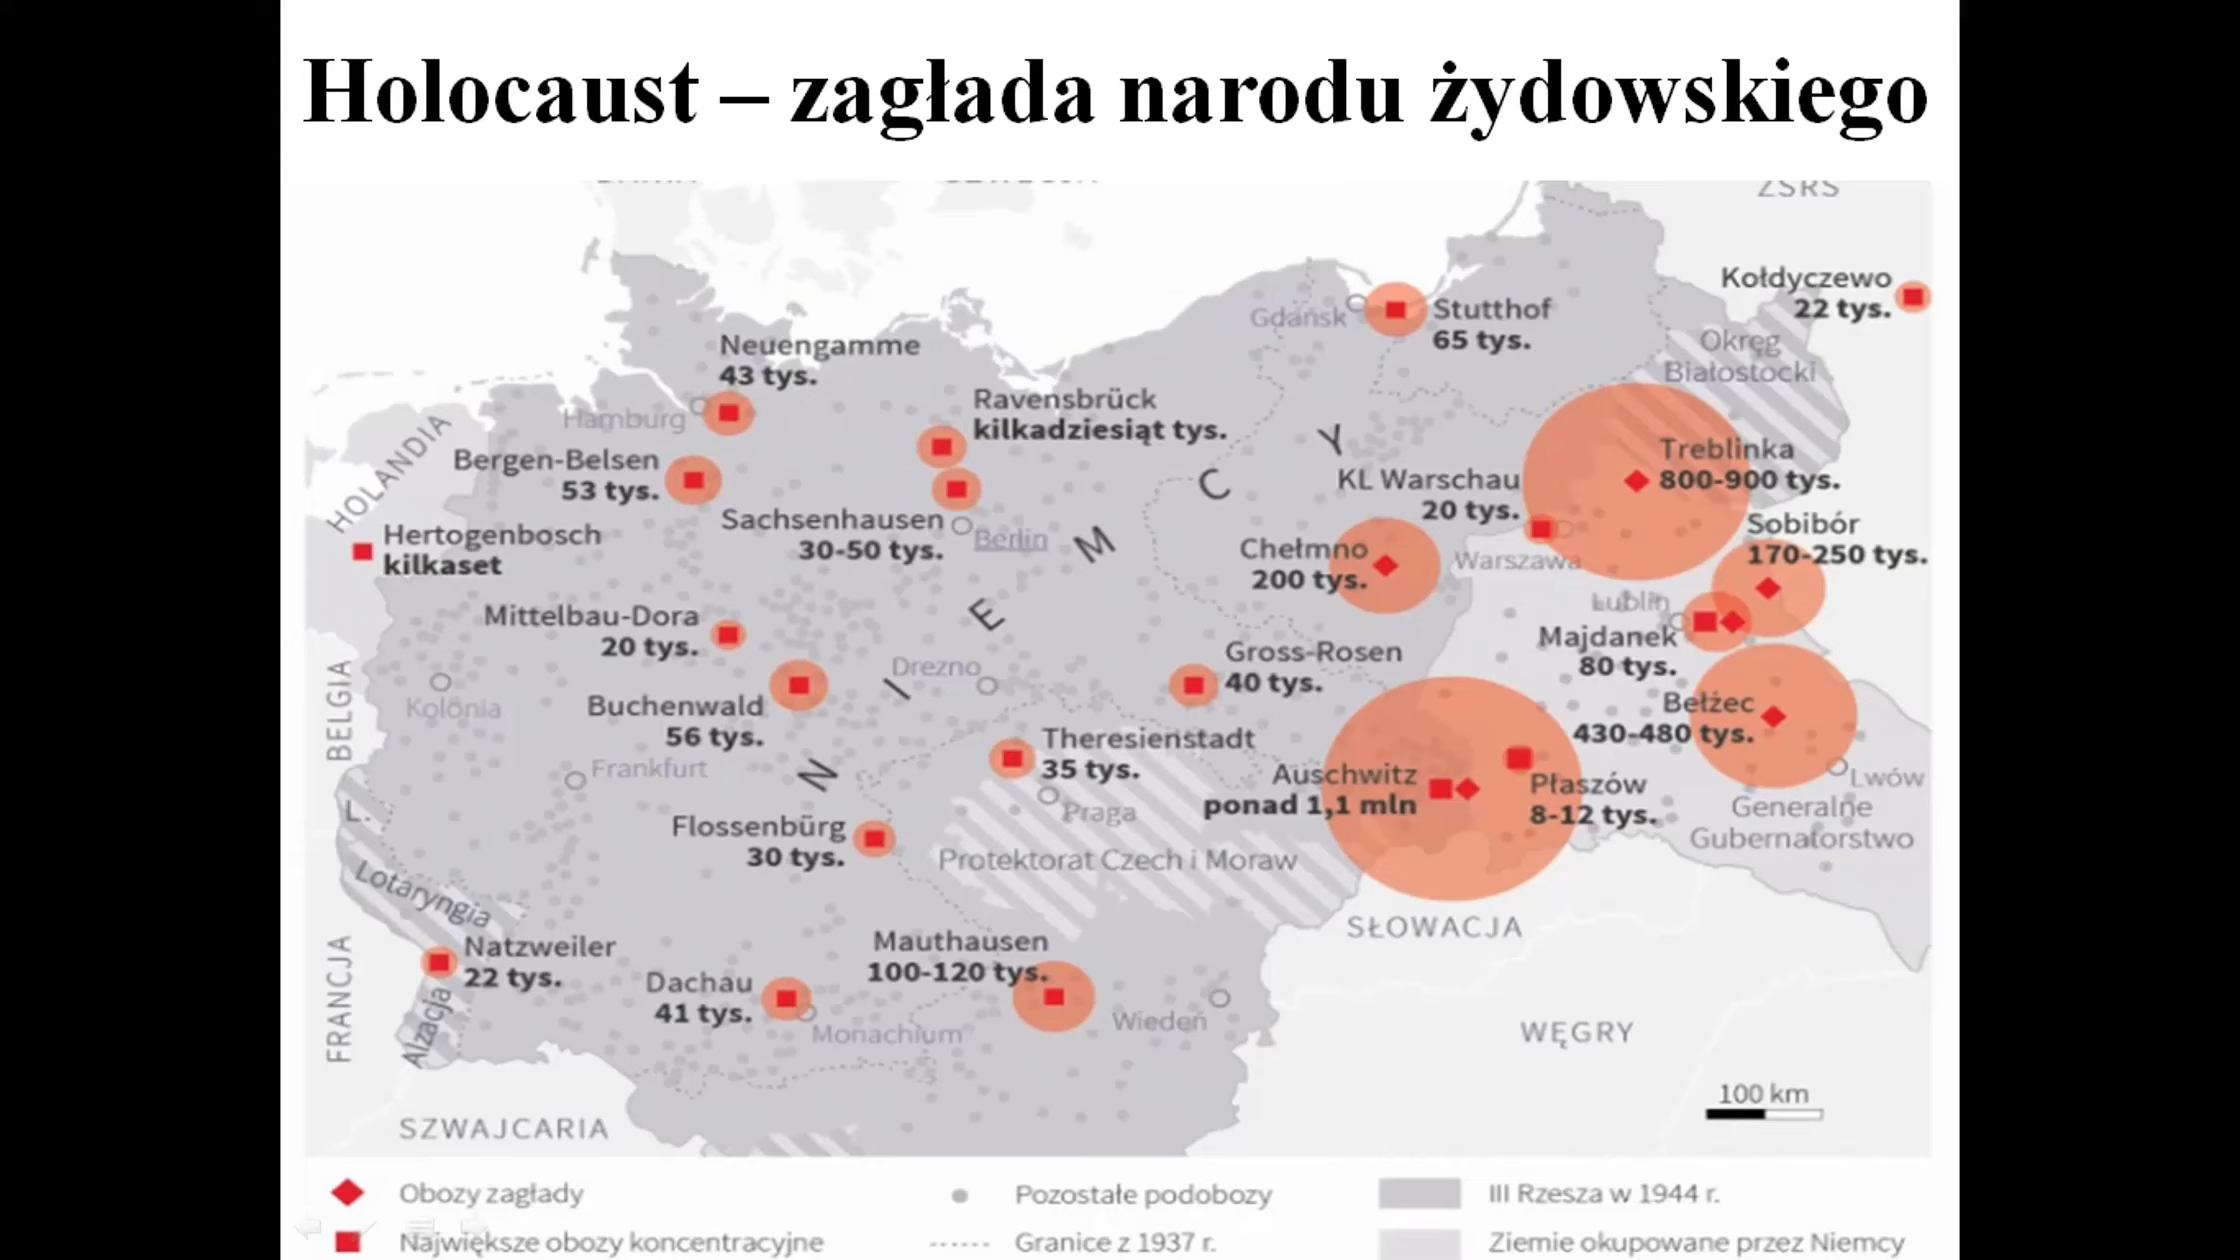 Holocaust – zagłada narodu żydowskiego
ZSRS
Kołdyczewo
22 tys.
Gdańsk
Stutthof
65 tys.
Okręg
Białostocki
Neuengamme
43 tys.
Hamburg
Ravensbrück
kilkadziesiąt tys.
HOLANDIA
Bergen-Belsen
53 tys.
Treblinka
800-900 tys.
KL Warschau
20 tys.
Warszawa
Sachsenhausen
30-50 tys.
Berlin
Hertogenbosch
kilkaset
Chełmno
200 tys.
Sobibór
170-250 tys.
Lublin
Majdanek
80 tys.
NIEMCY
Mittelbau-Dora
20 tys.
Gross-Rosen
40 tys.
Drezno
BELGIA
Kolonia
Buchenwald
56 tys.
Bełżec
430-480 tys.
Theresienstadt
35 tys.
Frankfurt
Auschwitz
ponad 1,1 mln
Płaszów
8-12 tys.
Lwów
Generalne
Gubernatorstwo
L.
Praga
Flossenbürg
30 tys.
Protektorat Czech i Moraw
Lotaryngia
SŁOWACJA
FRANCJA
Natzweiler
22 tys.
Alzacja
Mauthausen
100-120 tys.
Dachau
41 tys.
Monachium
Wiedeń
WĘGRY
100 km
SZWAJCARIA
Obozy zagłady
Pozostałe podobozy
III Rzesza w 1944 r.
Największe obozy koncentracyjne
Granice z 1937 r.
Ziemie okupowane przez Niemcy